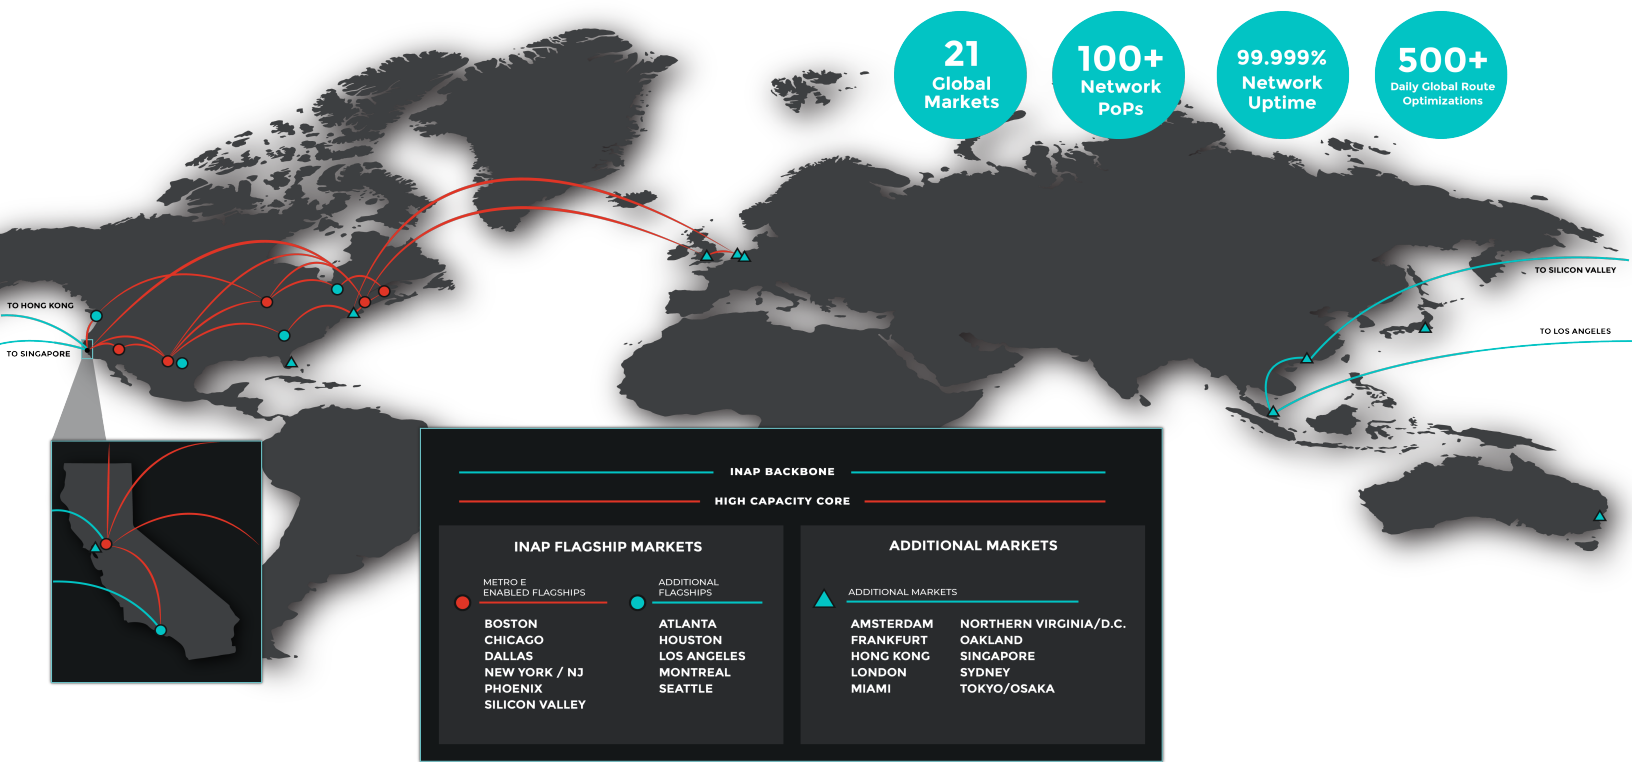 21
Global
Markets
100+
Network
PoPs
99.999%
Network
Uptime
500+
Daily Global Route
Optimizations
TO HONG KONG
TO SINGAPORE
TO SILICON VALLEY
TO LOS ANGELES
INAP BACKBONE
HIGH CAPACITY CORE
INAP FLAGSHIP MARKETS
METRO E
ENABLED FLAGSHIPS
BOSTON
CHICAGO
DALLAS
NEW YORK / NJ
PHOENIX
SILICON VALLEY
ADDITIONAL
FLAGSHIPS
ATLANTA
HOUSTON
LOS ANGELES
MONTREAL
SEATTLE
ADDITIONAL MARKETS
ADDITIONAL MARKETS
AMSTERDAM
FRANKFURT
HONG KONG
LONDON
MIAMI
NORTHERN VIRGINIA/D.C.
OAKLAND
SINGAPORE
SYDNEY
TOKYO/OSAKA